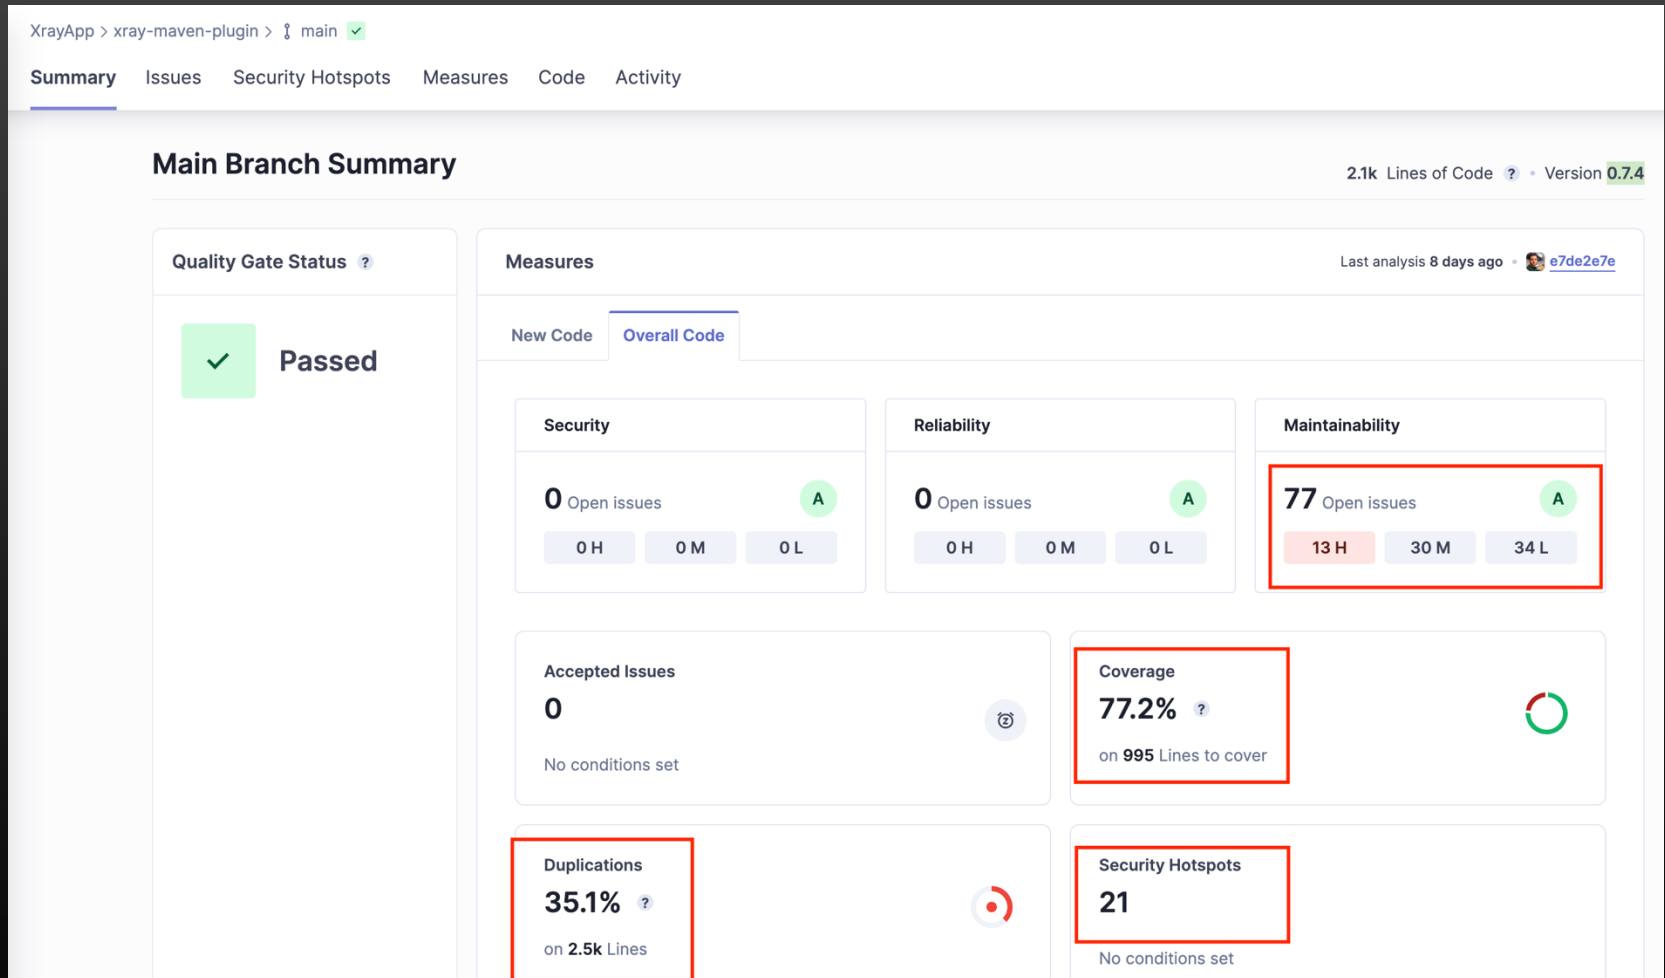 XrayApp > xray-maven-plugin > main
Summary Issues Security Hotspots Measures Code Activity
Main Branch Summary
2.1k Lines of Code ? • Version 0.7.4
Quality Gate Status ?
Passed
Measures
Last analysis 8 days ago • e7de2e7e
New Code Overall Code
Security
0 Open issues A
0 H 0 M 0 L
Reliability
0 Open issues A
0 H 0 M 0 L
Maintainability
77 Open issues A
13 H 30 M 34 L
Accepted Issues
0
No conditions set
Coverage
77.2% ?
on 995 Lines to cover
Duplications
35.1% ?
on 2.5k Lines
Security Hotspots
21
No conditions set